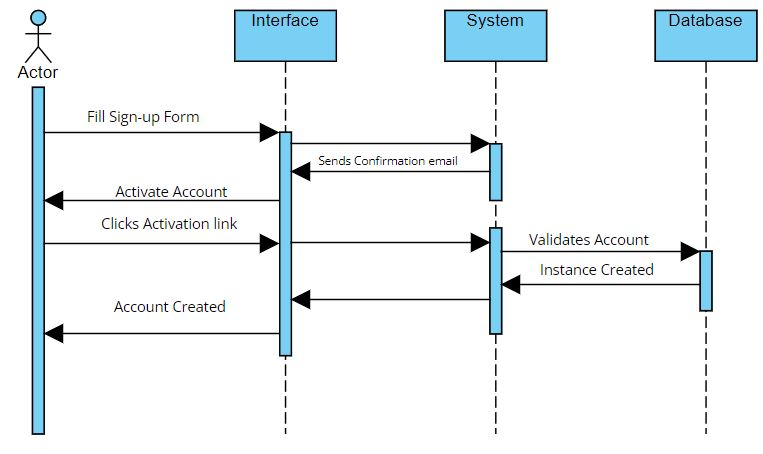 Interface
System
Database
Actor
Fill Sign-up Form
Sends Confirmation email
Activate Account
Clicks Activation link
Validates Account
Instance Created
Account Created